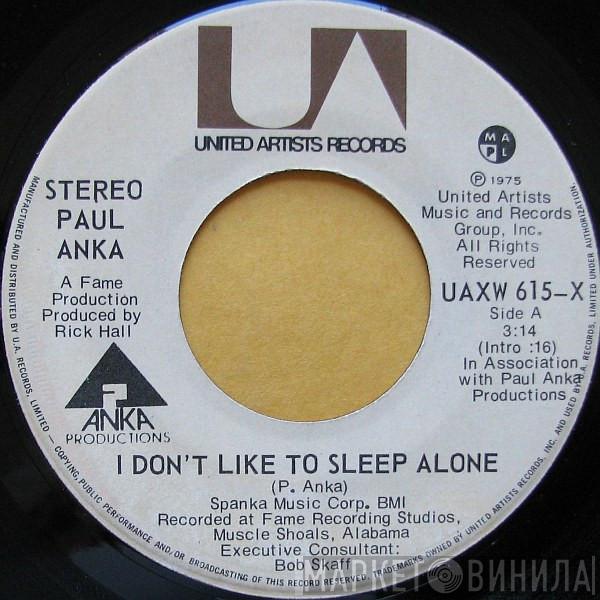 UA
UNITED ARTISTS RECORDS
STEREO
PAUL
ANKA
A Fame
Production
Produced by
Rick Hall
ANKA
PRODUCTIONS
M A
P L
℗ 1975
United Artists
Music and Records
Group, Inc.
All Rights
Reserved
UAXW 615-X
Side A
3:14
(Intro :16)
In Association
with Paul Anka
Productions
I DON'T LIKE TO SLEEP ALONE
(P. Anka)
Spanka Music Corp. BMI
Recorded at Fame Recording Studios,
Muscle Shoals, Alabama
Executive Consultant:
Bob Skaff
MANUFACTURED AND DISTRIBUTED BY U.A. RECORDS, LIMITED - COPYING, PUBLIC PERFORMANCE AND/OR BROADCASTING OF THIS RECORD RESERVED. TRADEMARKS OWNED BY UNITED ARTISTS RECORDS, INC. AND USED BY U.A. RECORDS, LIMITED UNDER AUTHORIZATION.
МАРКЕТ ВИНИЛА